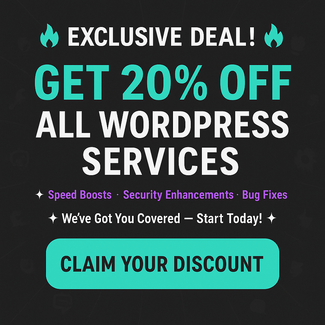 🔥 EXCLUSIVE DEAL! 🔥
GET 20% OFF
ALL WORDPRESS
SERVICES
✦ Speed Boosts · Security Enhancements · Bug Fixes
✦ We've Got You Covered — Start Today! ✦
CLAIM YOUR DISCOUNT